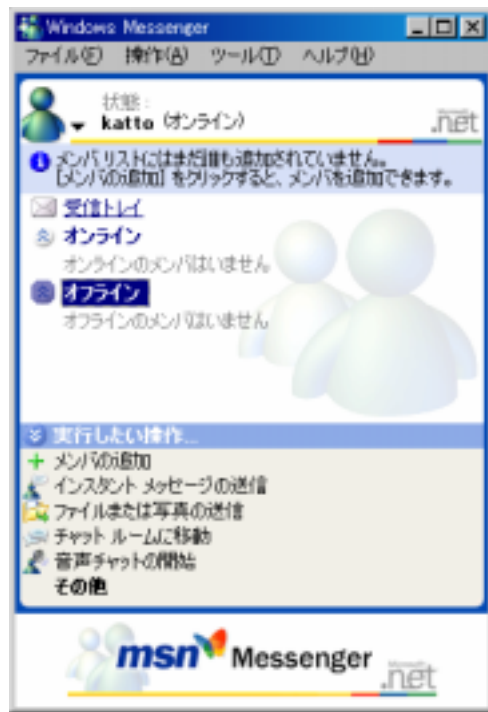 Windows Messenger
ファイル(F) 操作(A) ツール(T) ヘルプ(H)
状態:
katto (オンライン)
Microsoft
.net
メンバ リストにはまだ誰も追加されていません。
[メンバの追加] をクリックすると、メンバを追加できます。
受信トレイ
オンライン
オンラインのメンバはいません
オフライン
オフラインのメンバはいません
実行したい操作...
メンバの追加
インスタント メッセージの送信
ファイルまたは写真の送信
チャット ルームに移動
音声チャットの開始
その他
msn Messenger
Microsoft
.net